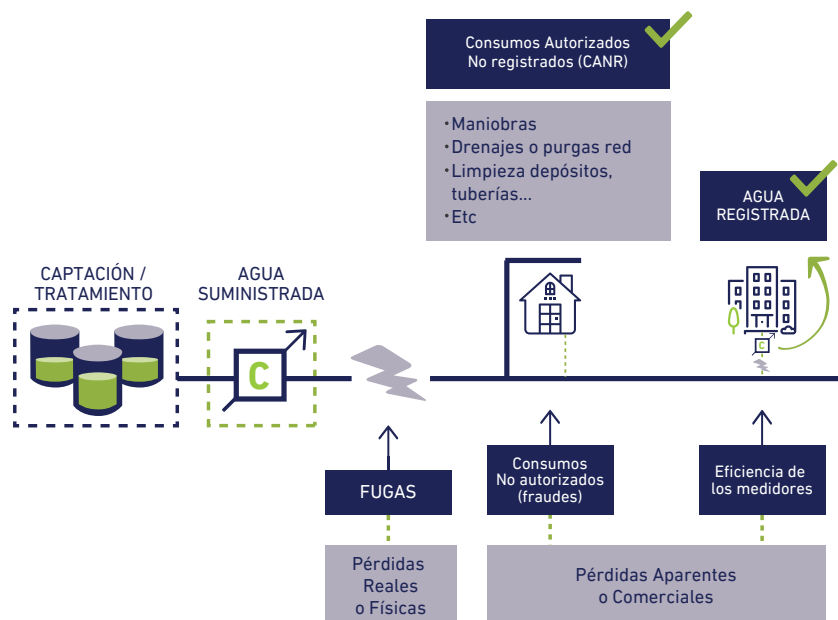 Consumos Autorizados
No registrados (CANR)
• Maniobras
• Drenajes o purgas red
• Limpieza depósitos,
tuberías...
• Etc
AGUA
REGISTRADA
CAPTACIÓN /
TRATAMIENTO
AGUA
SUMINISTRADA
C
C
FUGAS
Consumos
No autorizados
(fraudes)
Eficiencia de
los medidores
Pérdidas
Reales
o Físicas
Pérdidas Aparentes
o Comerciales